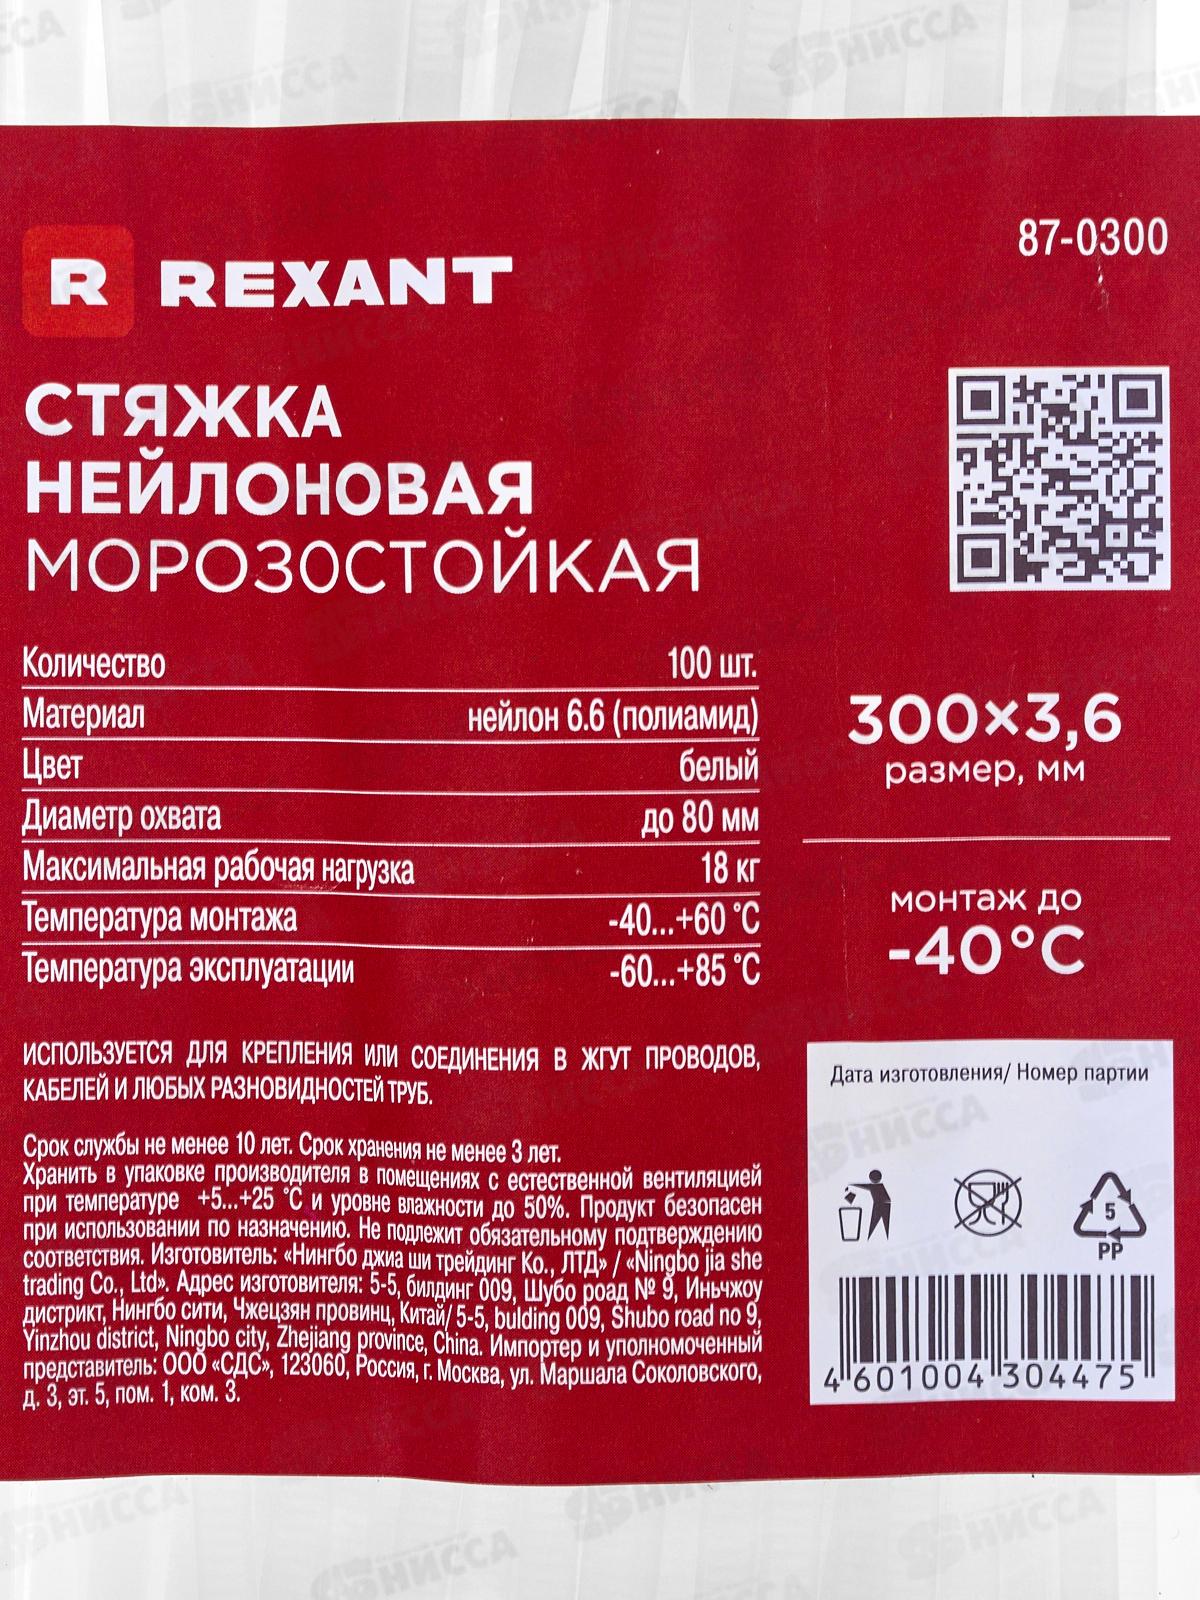 87-0300
R REXANT
СТЯЖКА
НЕЙЛОНОВАЯ
МОРОЗОСТОЙКАЯ
Количество 100 шт.
Материал нейлон 6.6 (полиамид)
Цвет белый
Диаметр охвата до 80 мм
Максимальная рабочая нагрузка 18 кг
Температура монтажа -40...+60 °C
Температура эксплуатации -60...+85 °C
300×3,6
размер, мм
монтаж до
-40°C
ИСПОЛЬЗУЕТСЯ ДЛЯ КРЕПЛЕНИЯ ИЛИ СОЕДИНЕНИЯ В ЖГУТ ПРОВОДОВ,
КАБЕЛЕЙ И ЛЮБЫХ РАЗНОВИДНОСТЕЙ ТРУБ.
Срок службы не менее 10 лет. Срок хранения не менее 3 лет.
Хранить в упаковке производителя в помещениях с естественной вентиляцией
при температуре +5...+25 °C и уровне влажности до 50%. Продукт безопасен
при использовании по назначению. Не подлежит обязательному подтверждению
соответствия. Изготовитель: «Нингбо джиа ши трейдинг Ко., ЛТД» / «Ningbo jia she
trading Co., Ltd». Адрес изготовителя: 5-5, билдинг 009, Шубо роад № 9, Иньчжоу
дистрикт, Нингбо сити, Чжецзян провинц, Китай/ 5-5, bulding 009, Shubo road no 9,
Yinzhou district, Ningbo city, Zhejiang province, China. Импортер и уполномоченный
представитель: ООО «СДС», 123060, Россия, г. Москва, ул. Маршала Соколовского,
д. 3, эт. 5, пом. 1, ком. 3.
Дата изготовления/ Номер партии
5
PP
4 601004 304475
НИССА